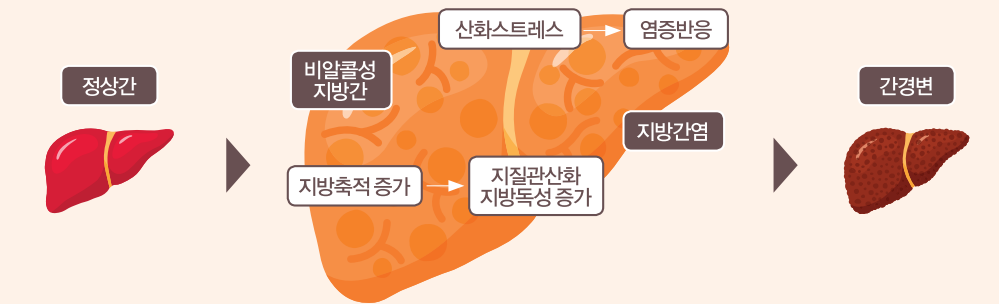 정상간
비알콜성
지방간
산화스트레스
염증반응
지방간염
지방축적 증가
지질관산화
지방독성 증가
간경변